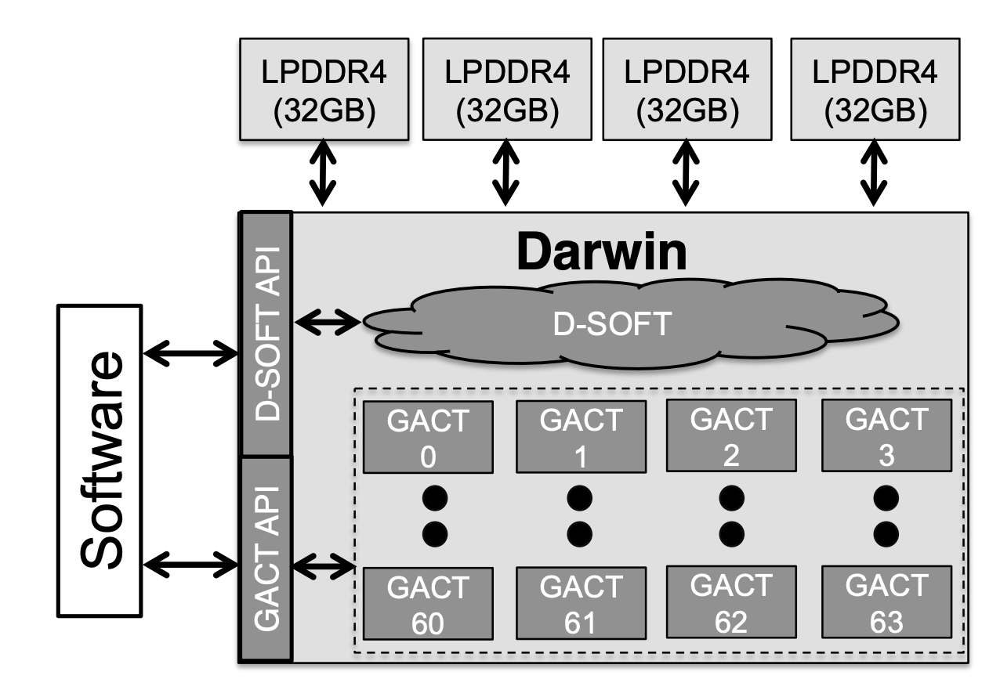 LPDDR4
(32GB)
LPDDR4
(32GB)
LPDDR4
(32GB)
LPDDR4
(32GB)
Darwin
D-SOFT API
D-SOFT
Software
GACT API
GACT
0
GACT
1
GACT
2
GACT
3
GACT
60
GACT
61
GACT
62
GACT
63